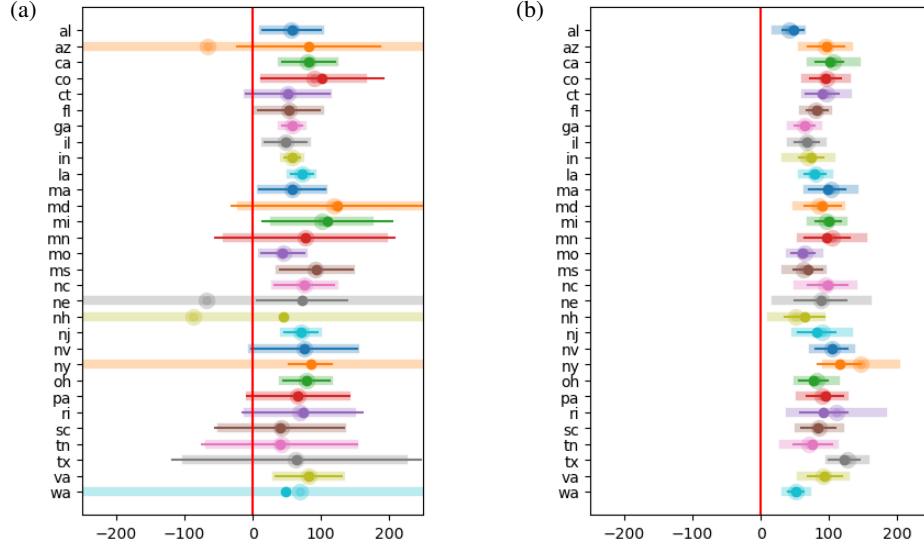 (a)
al
az
ca
co
ct
fl
ga
il
in
la
ma
md
mi
mn
mo
ms
nc
ne
nh
nj
nv
ny
oh
pa
ri
sc
tn
tx
va
wa
−200 −100 0 100 200
(b)
al
az
ca
co
ct
fl
ga
il
in
la
ma
md
mi
mn
mo
ms
nc
ne
nh
nj
nv
ny
oh
pa
ri
sc
tn
tx
va
wa
−200 −100 0 100 200